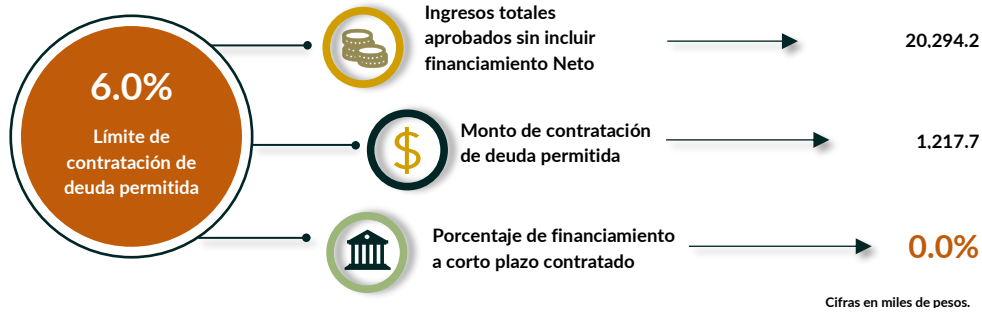 6.0%
Límite de
contratación de
deuda permitida
Ingresos totales
aprobados sin incluir
financiamiento Neto
20,294.2
$
Monto de contratación
de deuda permitida
1,217.7
Porcentaje de financiamiento
a corto plazo contratado
0.0%
Cifras en miles de pesos.